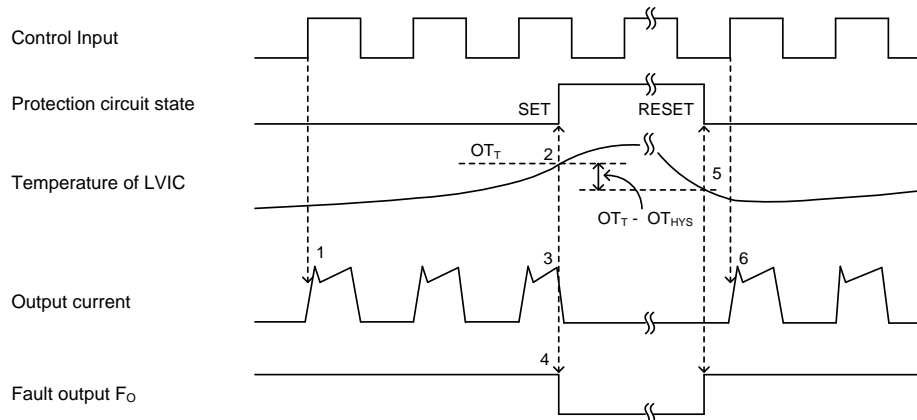 Control Input
Protection circuit state
SET
RESET
OT_T
2
5
Temperature of LVIC
OT_T - OT_HYS
1
3
6
Output current
4
Fault output F_O